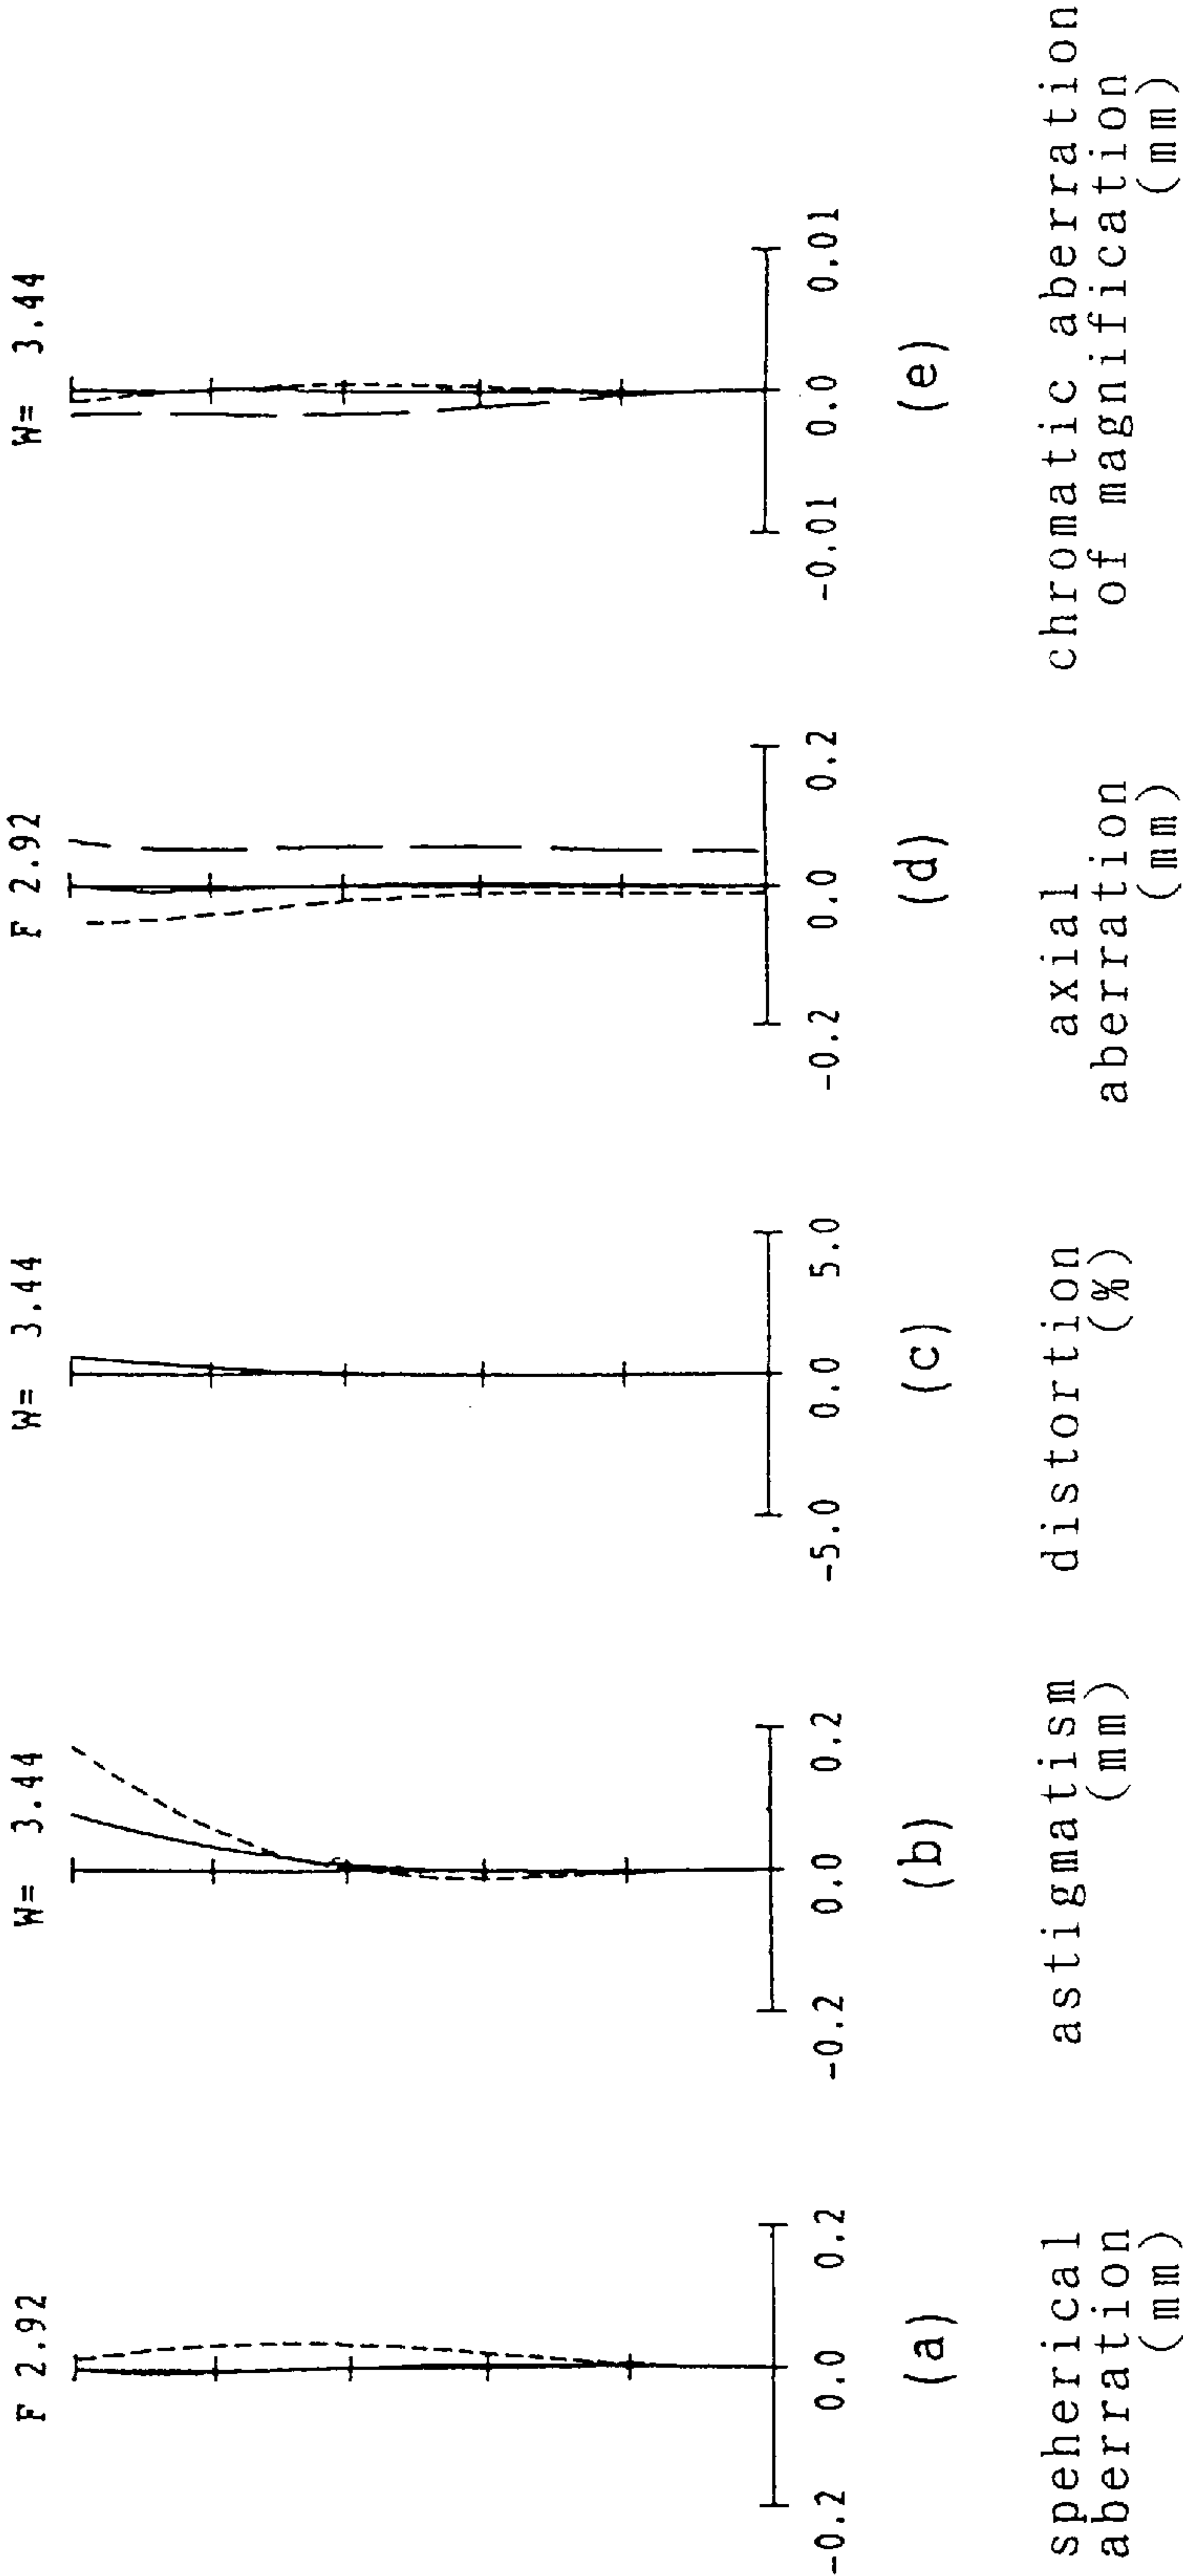 F 2.92
-0.2 0.0 0.2
(a)
speherical
aberration
(mm)
W= 3.44
-0.2 0.0 0.2
(b)
astigmatism
(mm)
W= 3.44
-5.0 0.0 5.0
(c)
distortion
(%)
F 2.92
-0.2 0.0 0.2
(d)
axial
aberration
(mm)
W= 3.44
-0.01 0.0 0.01
(e)
chromatic aberration
of magnification
(mm)